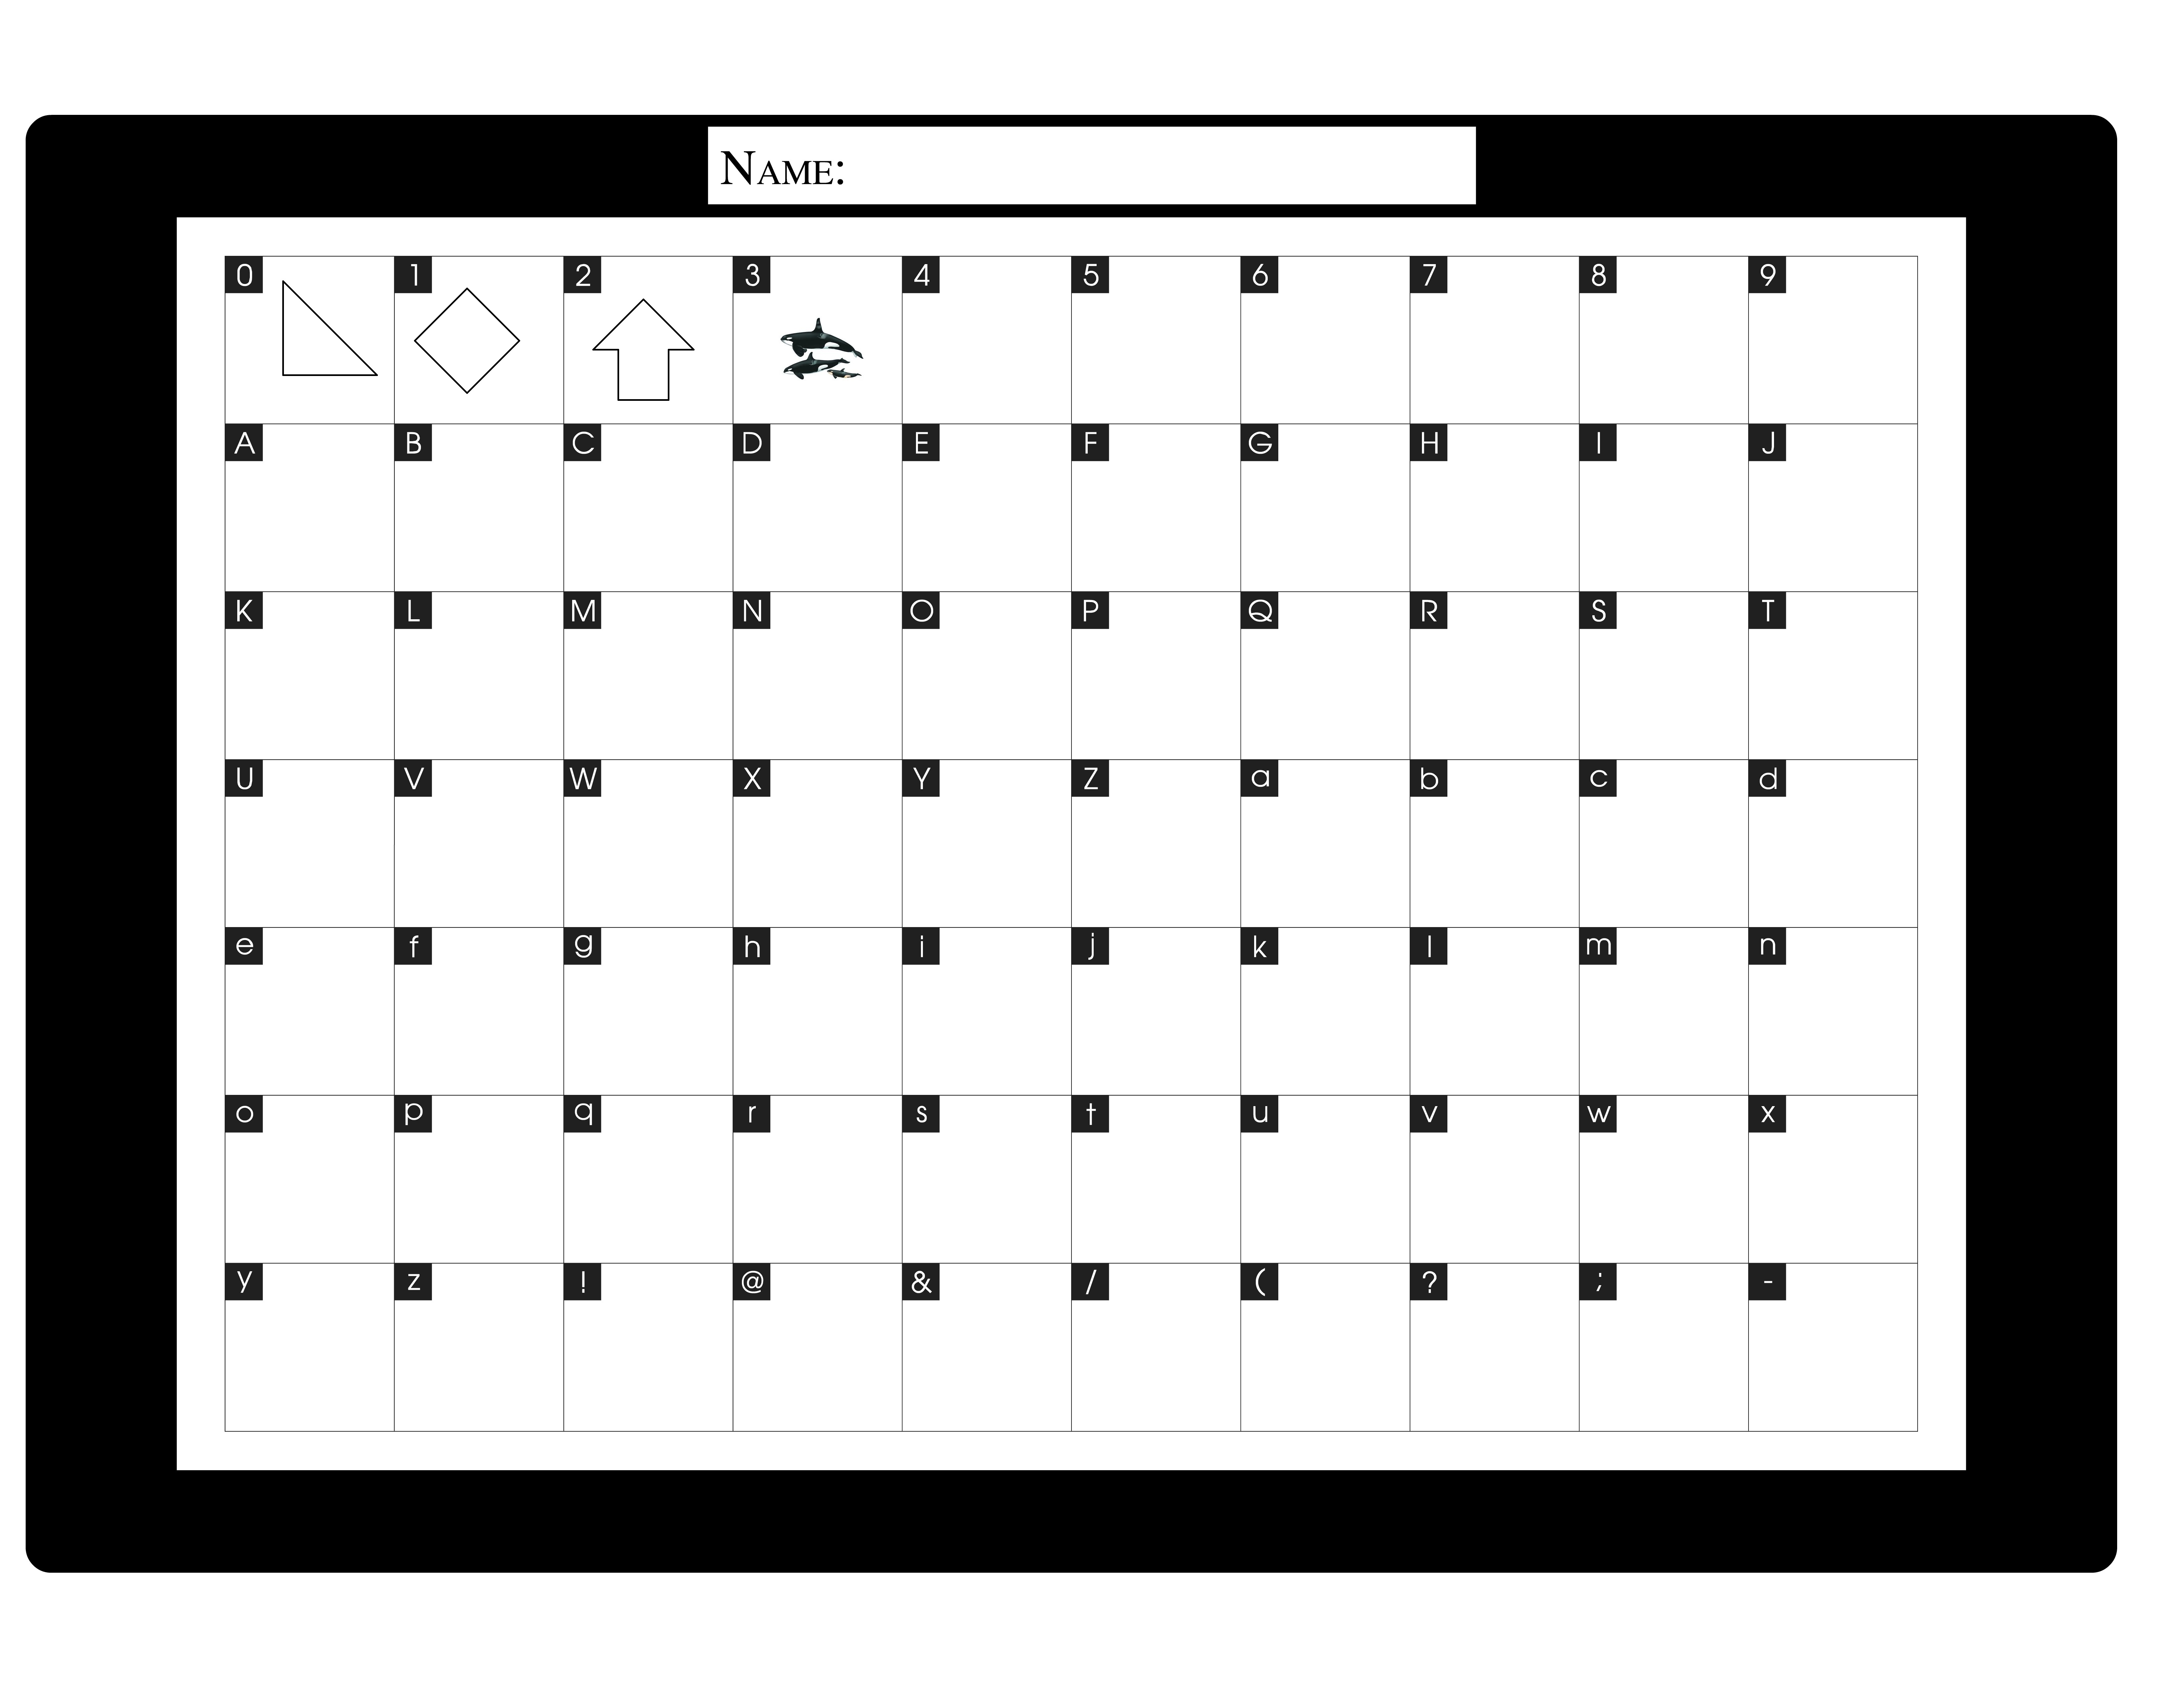 NAME:
0 1 2 3 4 5 6 7 8 9
A B C D E F G H I J
K L M N O P Q R S T
U V W X Y Z a b c d
e f g h i j k l m n
o p q r s t u v w x
y z ! @ & / ( ? ; -